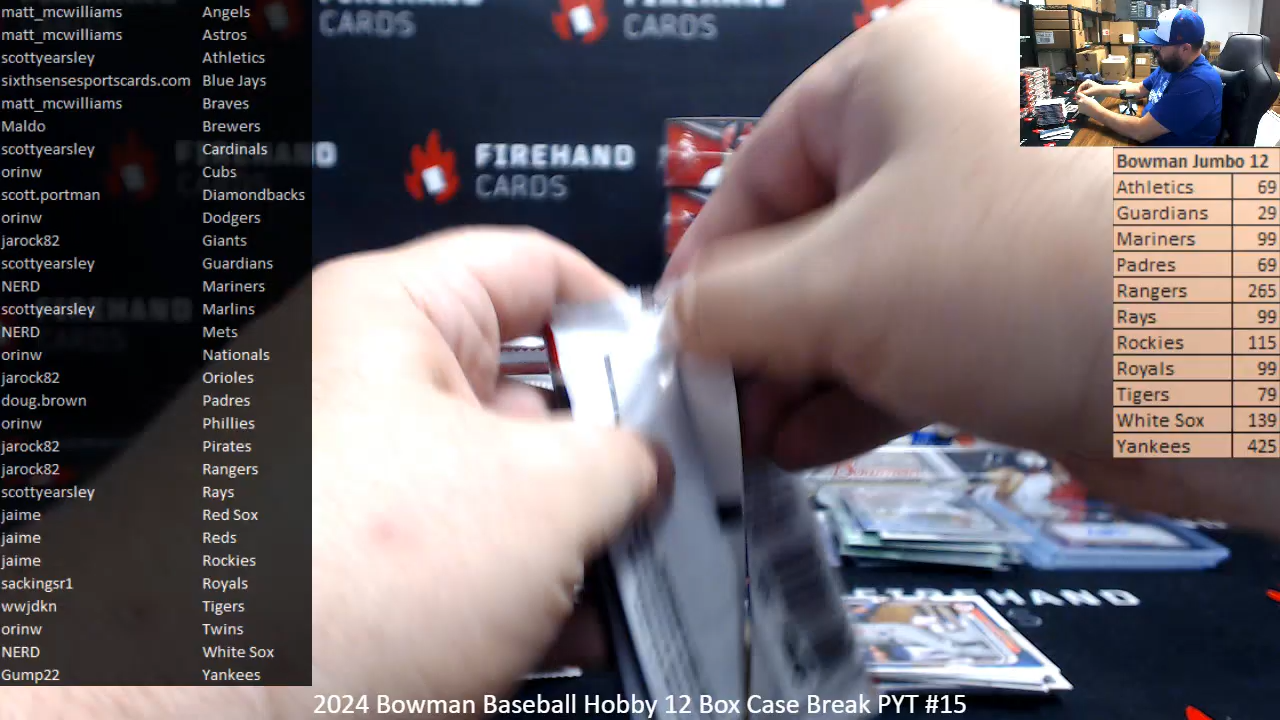 matt_mcwilliams Angels
matt_mcwilliams Astros
scottyearsley Athletics
sixthsensesportscards.com Blue Jays
matt_mcwilliams Braves
Maldo Brewers
scottyearsley Cardinals
orinw Cubs
scott.portman Diamondbacks
orinw Dodgers
jarock82 Giants
scottyearsley Guardians
NERD Mariners
scottyearsley Marlins
NERD Mets
orinw Nationals
jarock82 Orioles
doug.brown Padres
orinw Phillies
jarock82 Pirates
jarock82 Rangers
scottyearsley Rays
jaime Red Sox
jaime Reds
jaime Rockies
sackingsr1 Royals
wwjdkn Tigers
orinw Twins
NERD White Sox
Gump22 Yankees
CARDS
FIREHAND
CARDS
FIREHAND
CARDS
Bowman Jumbo 12
Athletics 69
Guardians 29
Mariners 99
Padres 69
Rangers 265
Rays 99
Rockies 115
Royals 99
Tigers 79
White Sox 139
Yankees 425
2024 Bowman Baseball Hobby 12 Box Case Break PYT #15